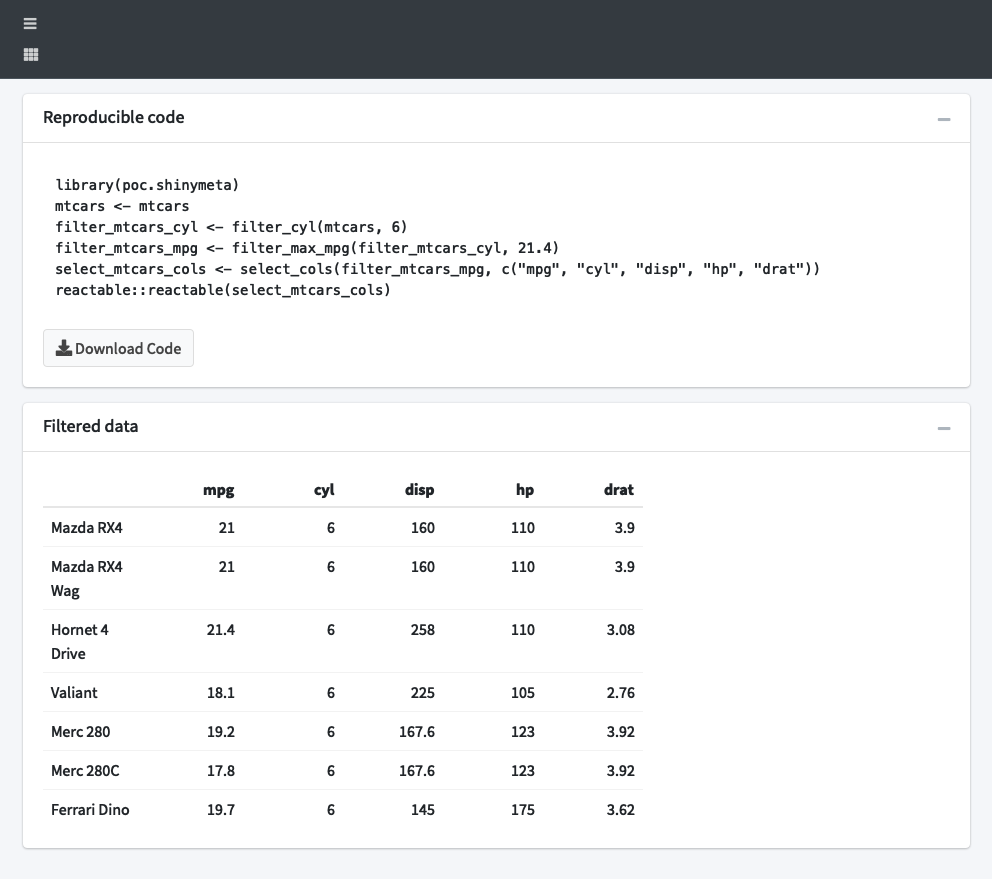 Reproducible code
library(poc.shinymeta)
mtcars <- mtcars
filter_mtcars_cyl <- filter_cyl(mtcars, 6)
filter_mtcars_mpg <- filter_max_mpg(filter_mtcars_cyl, 21.4)
select_mtcars_cols <- select_cols(filter_mtcars_mpg, c("mpg", "cyl", "disp", "hp", "drat"))
reactable::reactable(select_mtcars_cols)
Download Code
Filtered data
mpg cyl disp hp drat
Mazda RX4 21 6 160 110 3.9
Mazda RX4 21 6 160 110 3.9
Wag
Hornet 4 21.4 6 258 110 3.08
Drive
Valiant 18.1 6 225 105 2.76
Merc 280 19.2 6 167.6 123 3.92
Merc 280C 17.8 6 167.6 123 3.92
Ferrari Dino 19.7 6 145 175 3.62